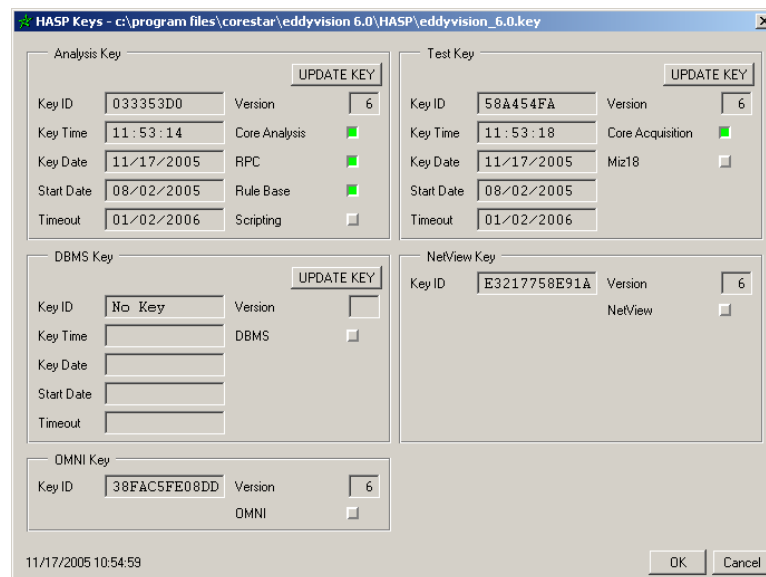 HASP Keys - c:\program files\corestar\eddyvision 6.0\HASP\eddyvision_6.0.key
Analysis Key
UPDATE KEY
Key ID 033353D0 Version 6
Key Time 11:53:14 Core Analysis
Key Date 11/17/2005 RPC
Start Date 08/02/2005 Rule Base
Timeout 01/02/2006 Scripting
Test Key
UPDATE KEY
Key ID 58A454FA Version 6
Key Time 11:53:18 Core Acquisition
Key Date 11/17/2005 Miz18
Start Date 08/02/2005
Timeout 01/02/2006
DBMS Key
UPDATE KEY
Key ID No Key Version
Key Time DBMS
Key Date
Start Date
Timeout
NetView Key
Key ID E3217758E91A Version 6
NetView
OMNI Key
Key ID 38FAC5FE08DD Version 6
OMNI
11/17/2005 10:54:59
OK Cancel